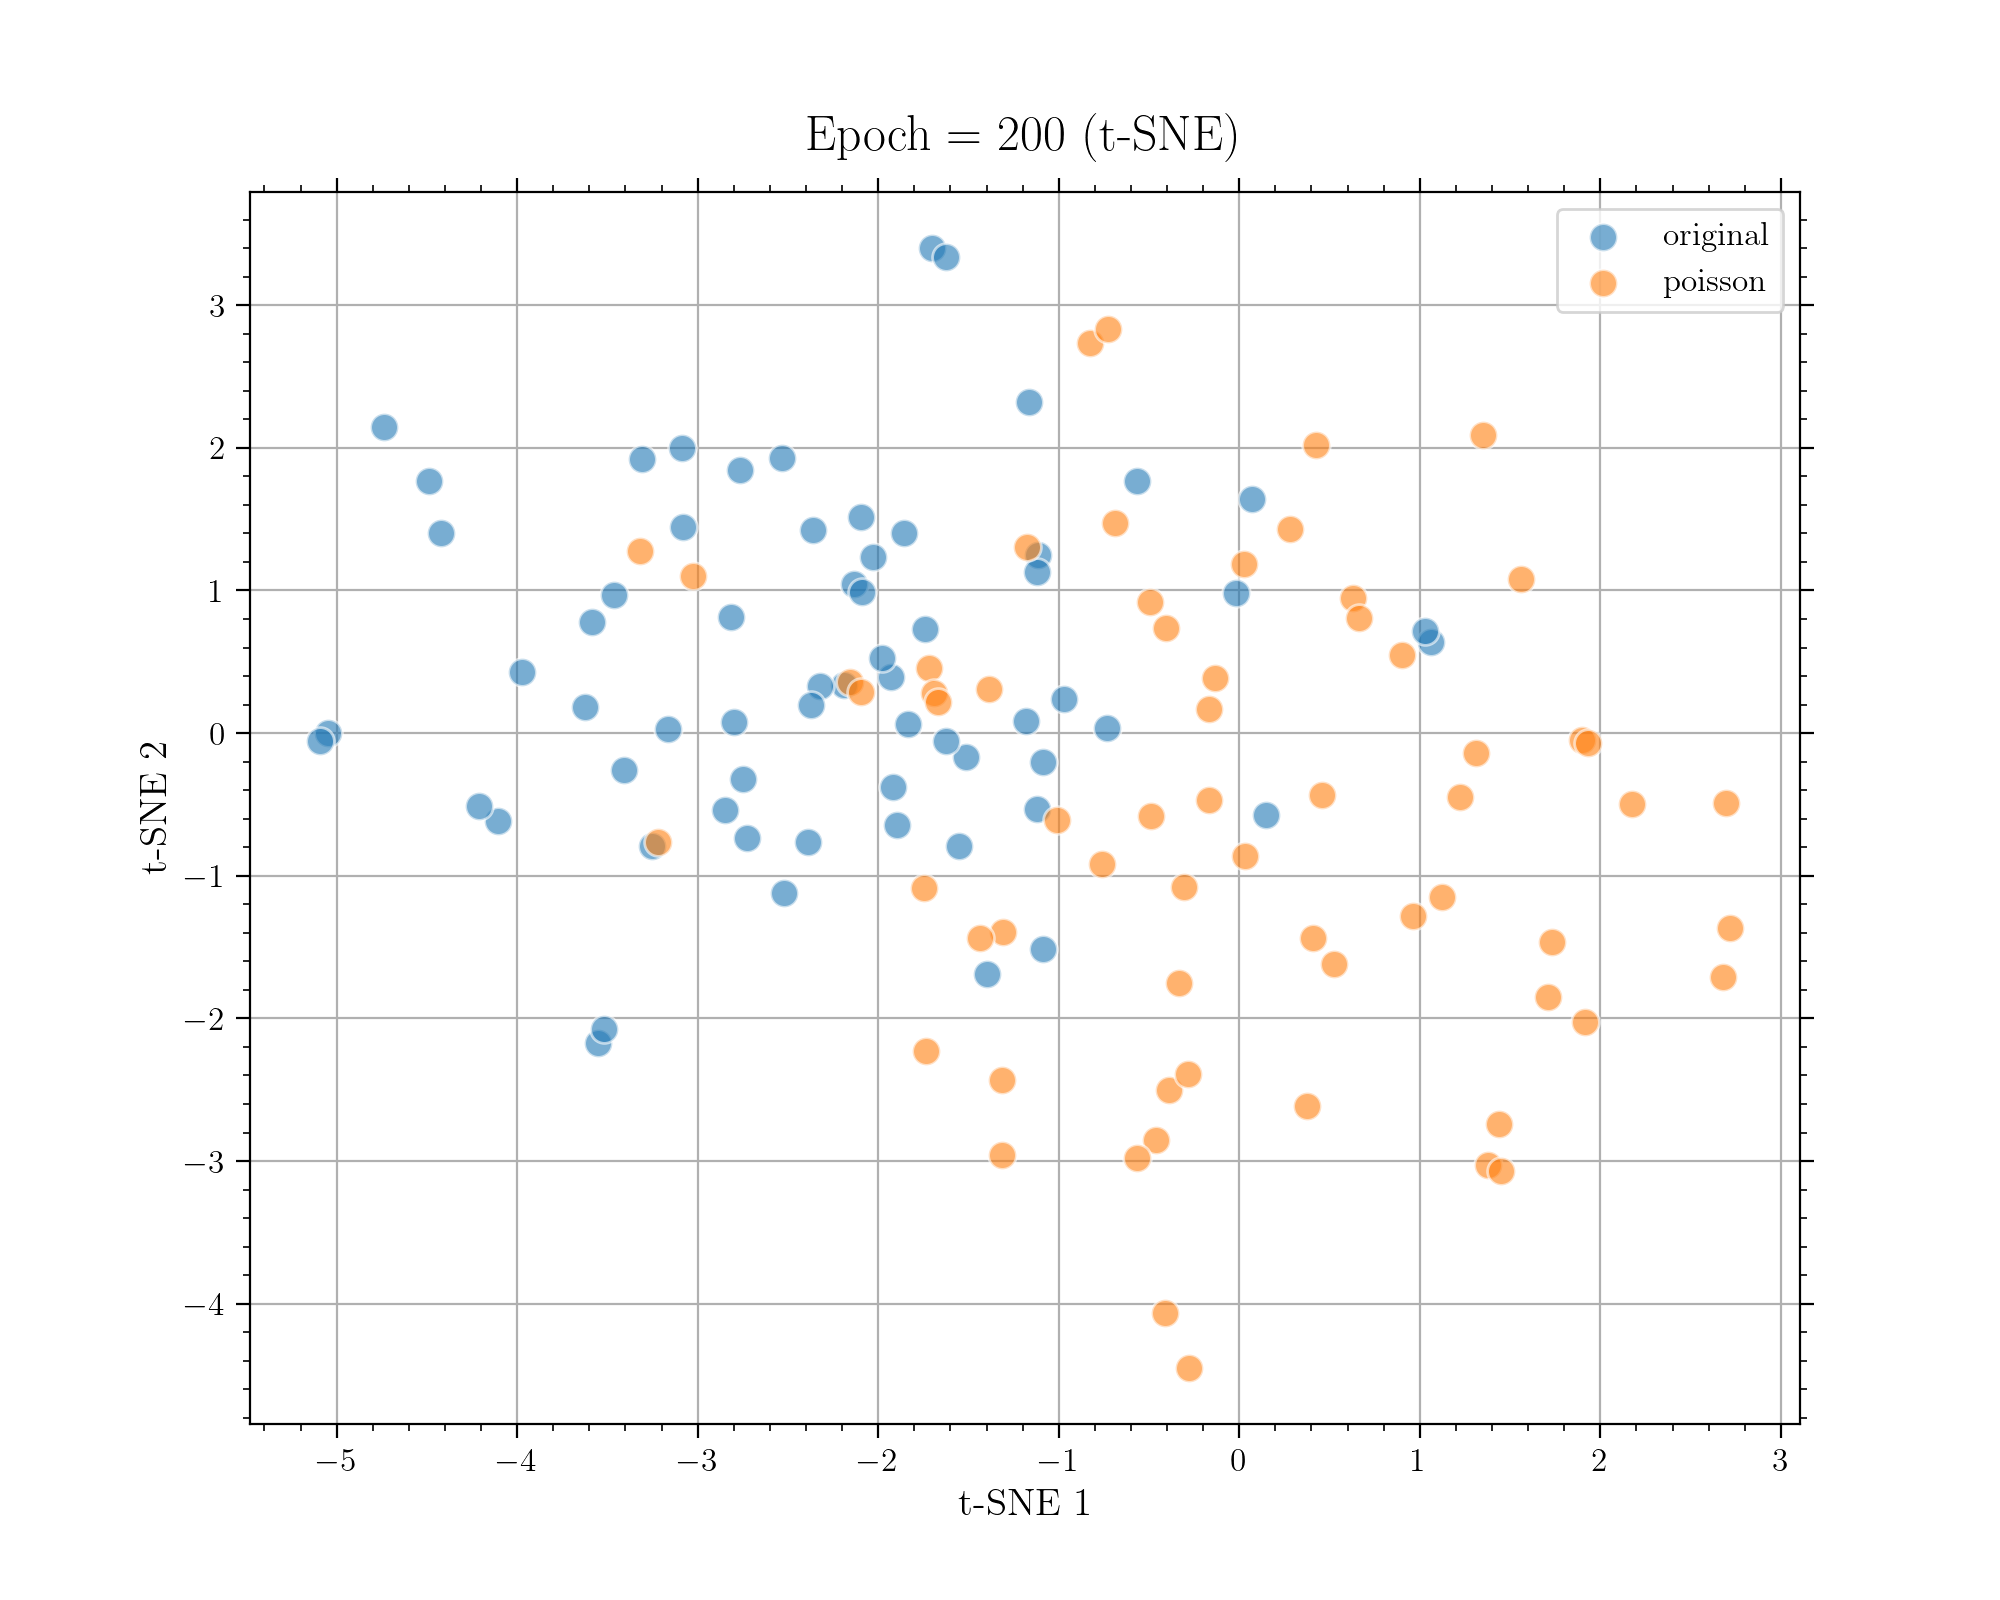 Epoch = 200 (t-SNE)
original
poisson
3
2
1
0
−1
−2
−3
−4
t-SNE 2
−5 −4 −3 −2 −1 0 1 2 3
t-SNE 1